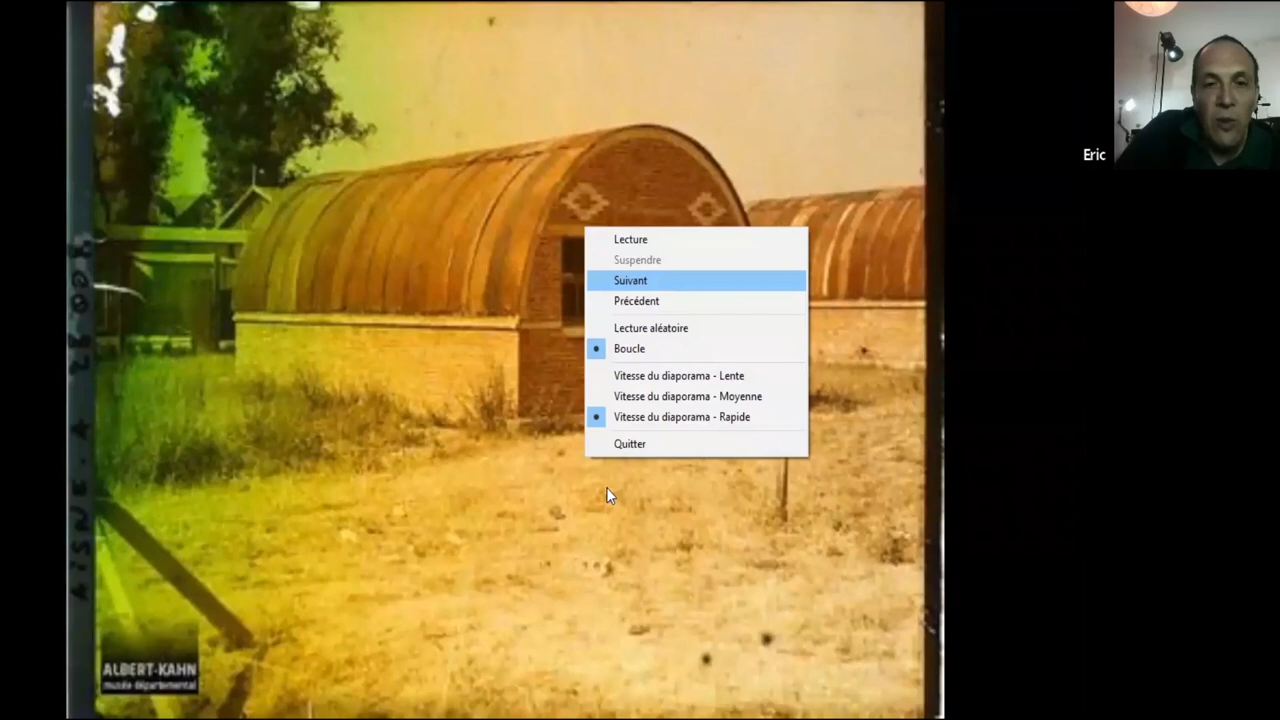 Lecture
Suspendre
Suivant
Précédent
Lecture aléatoire
Boucle
Vitesse du diaporama - Lente
Vitesse du diaporama - Moyenne
Vitesse du diaporama - Rapide
Quitter
Eric
AISNE. A
ALBERT-KAHN
musée départemental